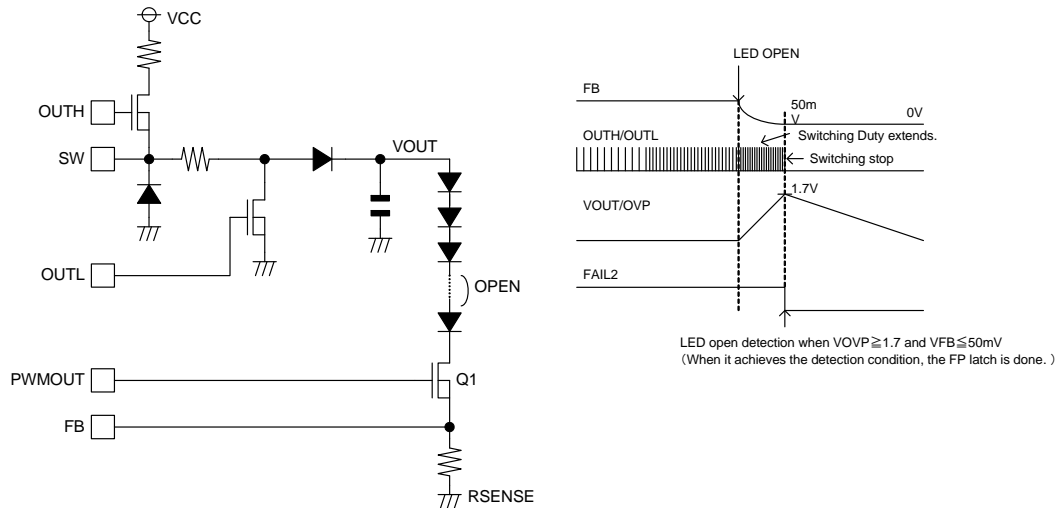 VCC
OUTH
SW
VOUT
OUTL
OPEN
PWMOUT
Q1
FB
RSENSE
LED OPEN
FB
50m
V
0V
OUTH/OUTL
Switching Duty extends.
Switching stop
1.7V
VOUT/OVP
FAIL2
LED open detection when VOVP≧1.7 and VFB≦50mV
(When it achieves the detection condition, the FP latch is done. )